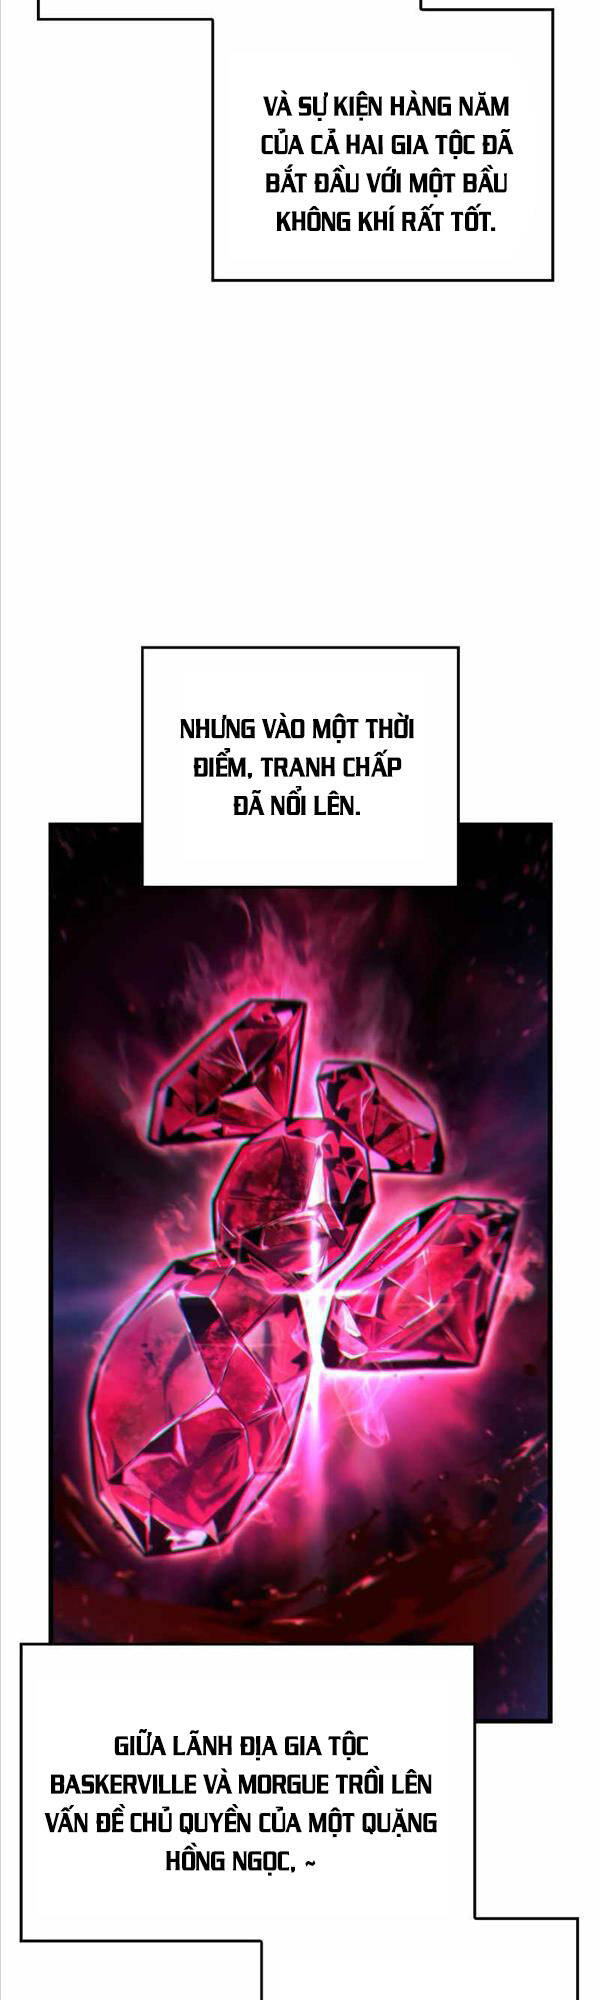 VÀ SỰ KIỆN HÀNG NĂM
CỦA CẢ HAI GIA TỘC ĐÃ
BẮT ĐẦU VỚI MỘT BẦU
KHÔNG KHÍ RẤT TỐT.
NHƯNG VÀO MỘT THỜI
ĐIỂM, TRANH CHẤP
ĐÃ NỔI LÊN.
GIỮA LÃNH ĐỊA GIA TỘC
BASKERVILLE VÀ MORGUE TRỒI LÊN
VẤN ĐỀ CHỦ QUYỀN CỦA MỘT QUẶNG
HỒNG NGỌC, ~